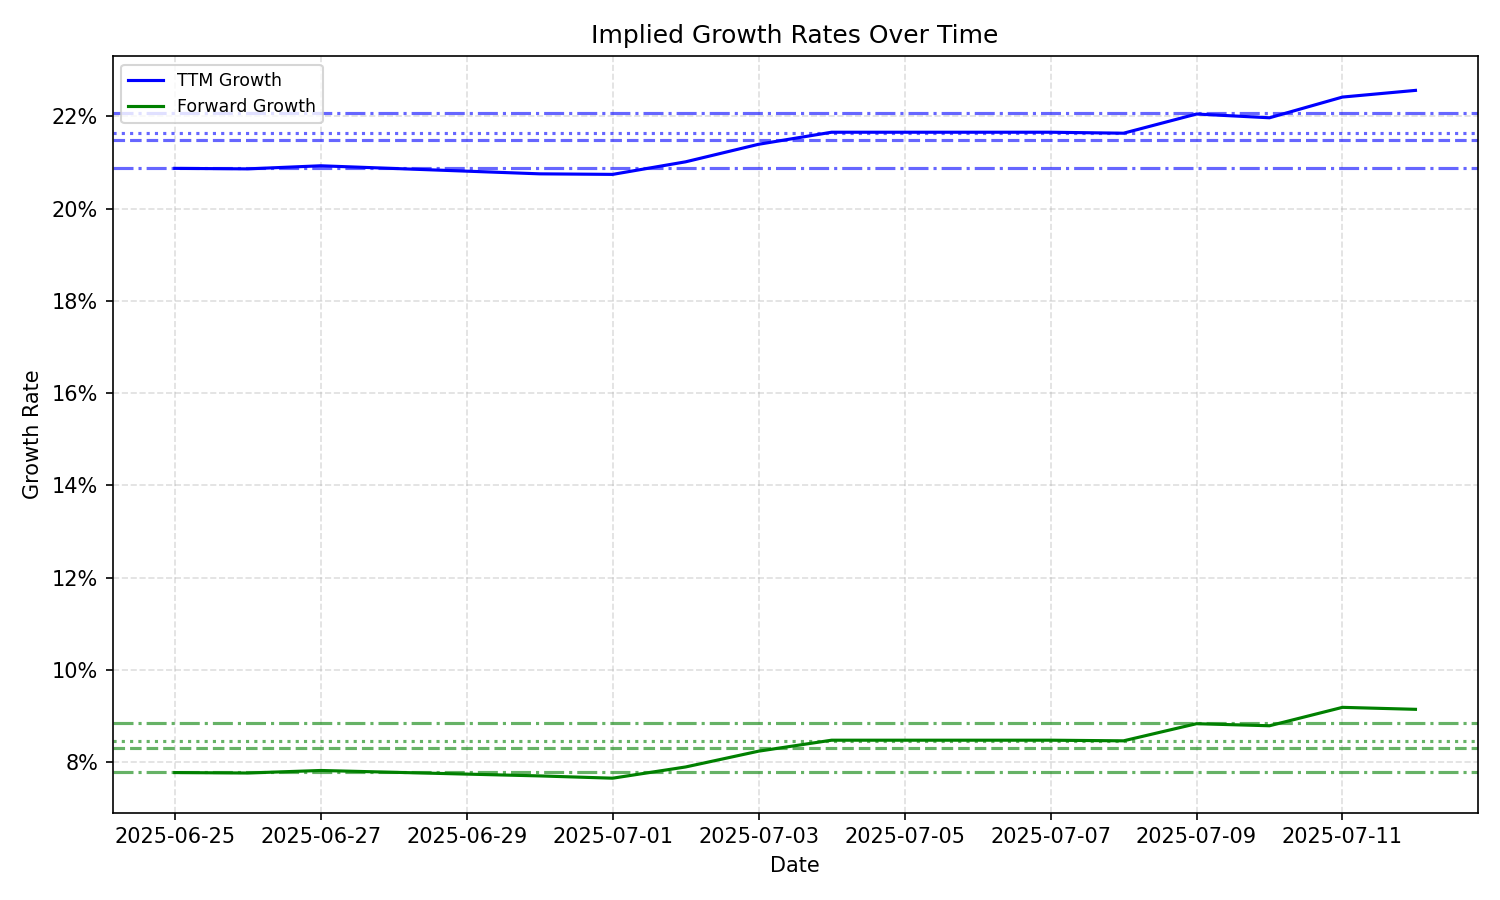 Implied Growth Rates Over Time
TTM Growth
Forward Growth
22%
20%
18%
16%
14%
12%
10%
8%
Growth Rate
2025-06-25 2025-06-27 2025-06-29 2025-07-01 2025-07-03 2025-07-05 2025-07-07 2025-07-09 2025-07-11
Date